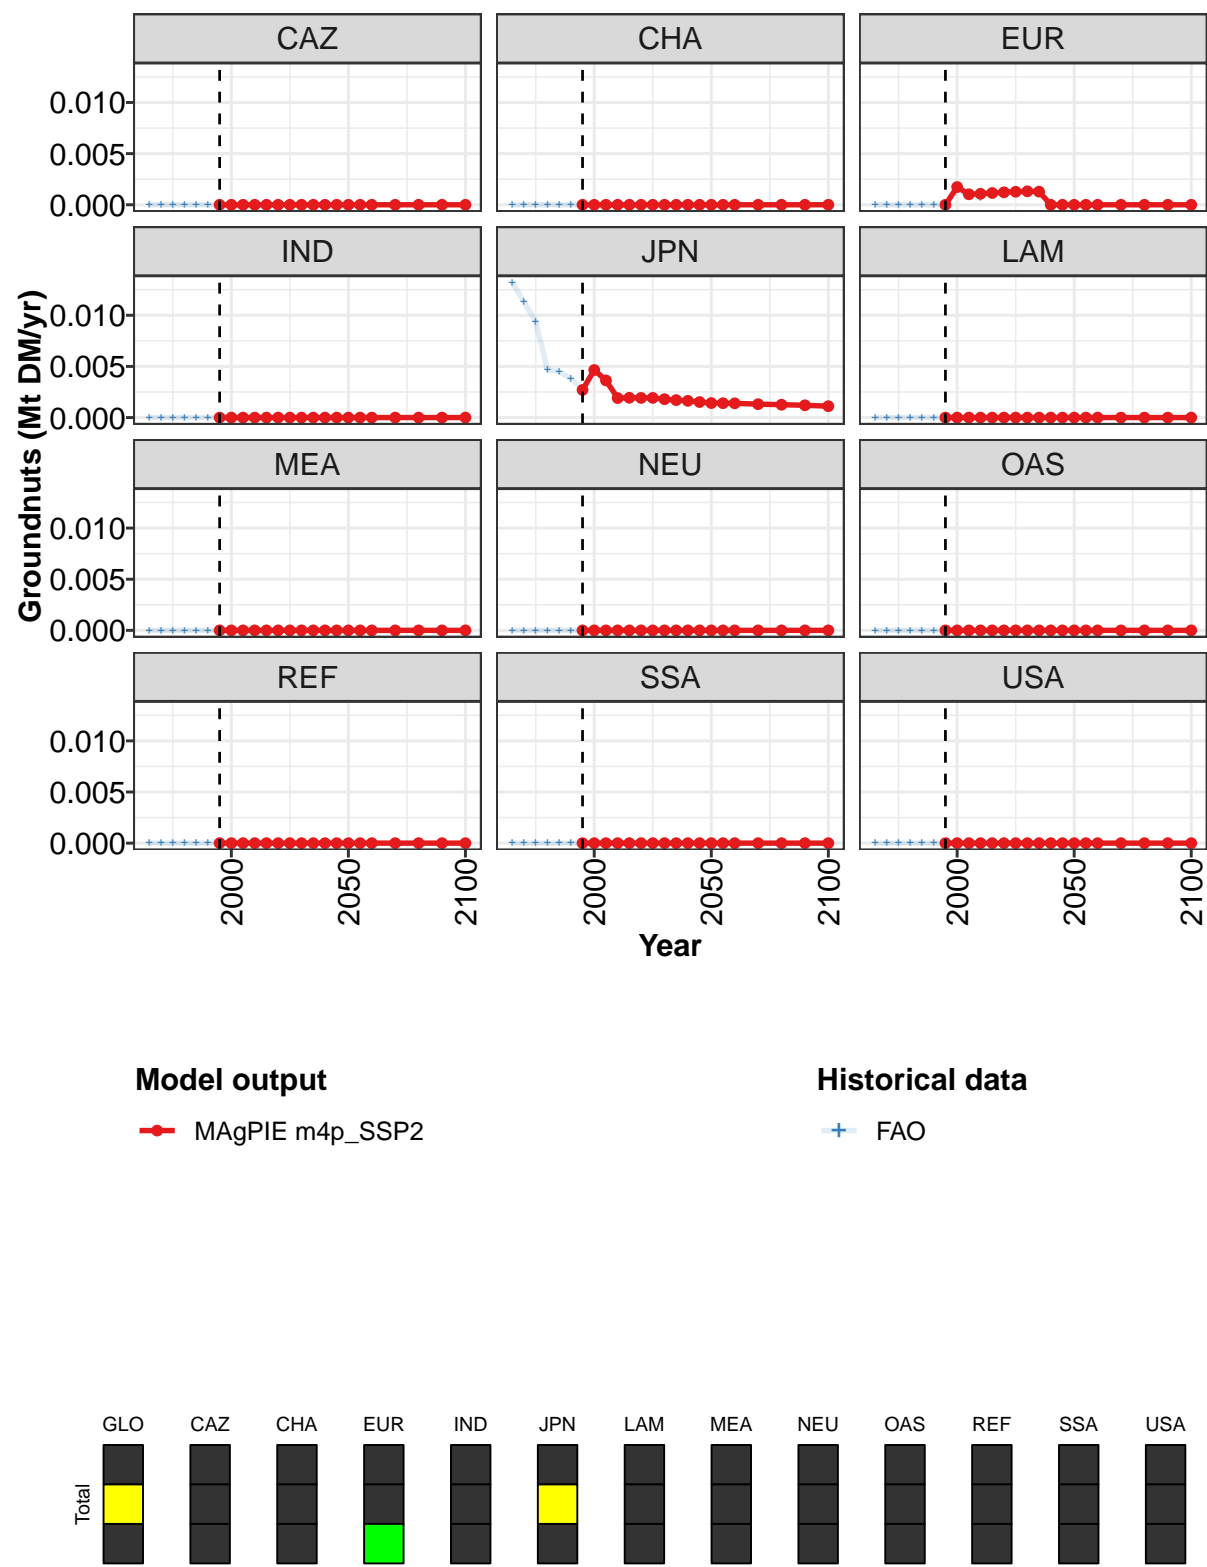 CAZ CHA EUR
0.010
0.005
0.000
IND JPN LAM
0.010
0.005
0.000
MEA NEU OAS
0.010
0.005
0.000
REF SSA USA
0.010
0.005
0.000
Groundnuts (Mt DM/yr)
2000 2050 2100 2000 2050 2100 2000 2050 2100
Year
Model output Historical data
MAgPIE m4p_SSP2 FAO
GLO CAZ CHA EUR IND JPN LAM MEA NEU OAS REF SSA USA
Total